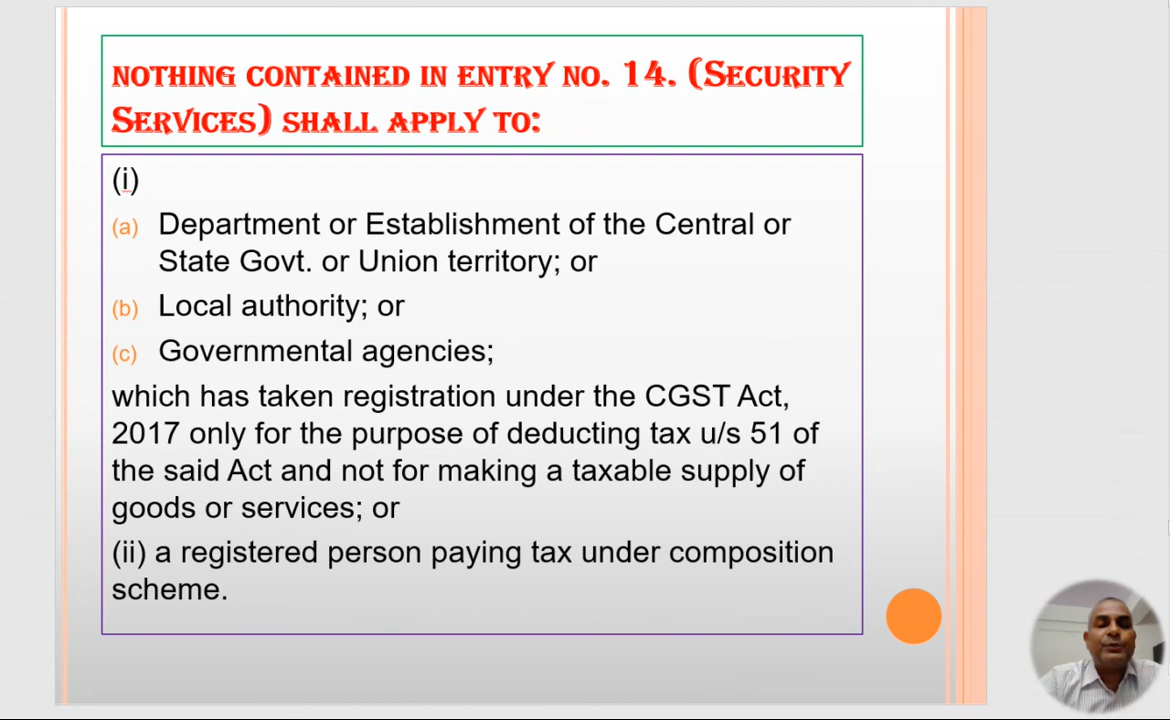 NOTHING CONTAINED IN ENTRY NO. 14. (SECURITY
SERVICES) SHALL APPLY TO:
(i)
(a) Department or Establishment of the Central or
State Govt. or Union territory; or
(b) Local authority; or
(c) Governmental agencies;
which has taken registration under the CGST Act,
2017 only for the purpose of deducting tax u/s 51 of
the said Act and not for making a taxable supply of
goods or services; or
(ii) a registered person paying tax under composition
scheme.